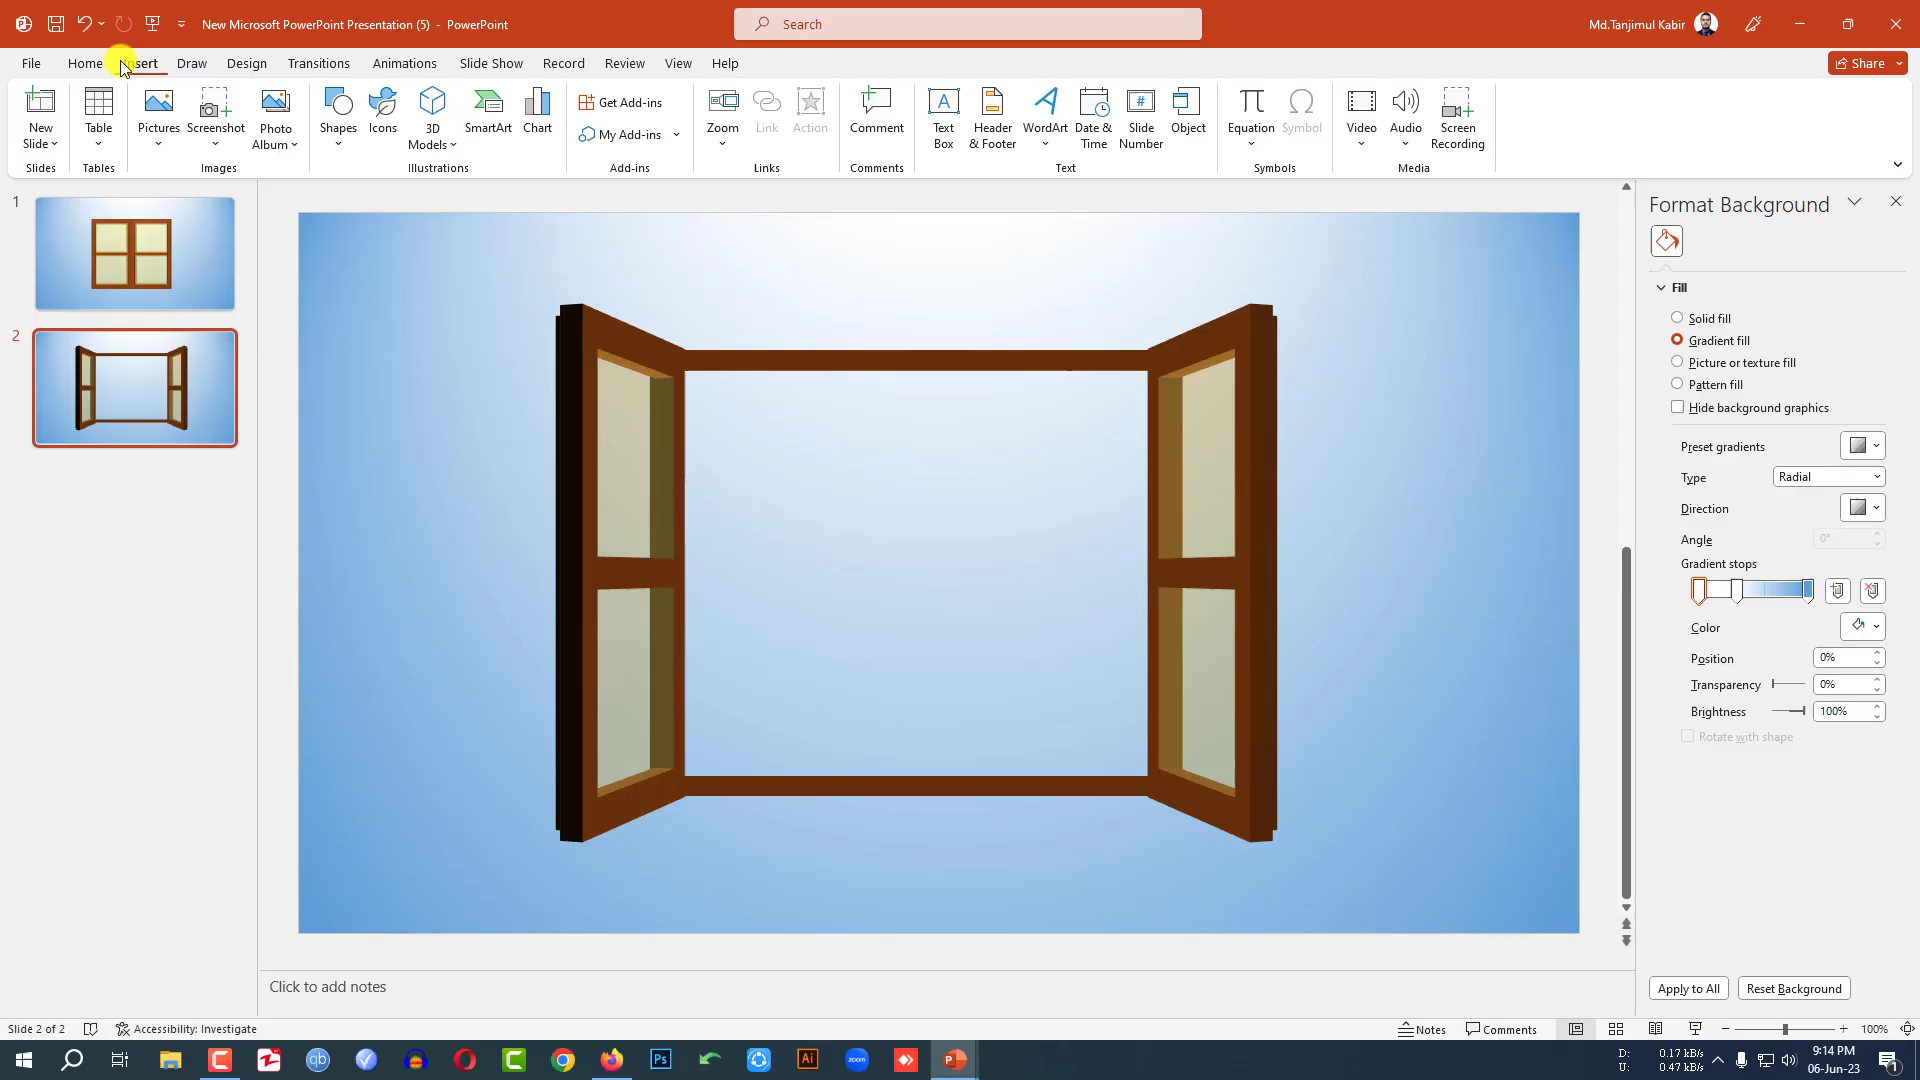 New Microsoft PowerPoint Presentation (5) - PowerPoint
Search
Md.Tanjimul Kabir
File Home Insert Draw Design Transitions Animations Slide Show Record Review View Help
Share
New Slide
Table
Pictures
Screenshot
Photo Album
Shapes
Icons
3D Models
SmartArt
Chart
Get Add-ins
My Add-ins
Zoom
Link
Action
Comment
Text Box
Header & Footer
WordArt
Date & Time
Slide Number
Object
Equation
Symbol
Video
Audio
Screen Recording
Slides Tables Images Illustrations Add-ins Links Comments Text Symbols Media
1
2
Format Background
Fill
Solid fill
Gradient fill
Picture or texture fill
Pattern fill
Hide background graphics
Preset gradients
Type Radial
Direction
Angle 0°
Gradient stops
Color
Position 0%
Transparency 0%
Brightness 100%
Rotate with shape
Apply to All Reset Background
Click to add notes
Slide 2 of 2 Accessibility: Investigate Notes Comments 100%
qb
Ps
Ai
zoom
D: 0.17 kB/s
U: 0.47 kB/s
9:14 PM
06-Jun-23
1